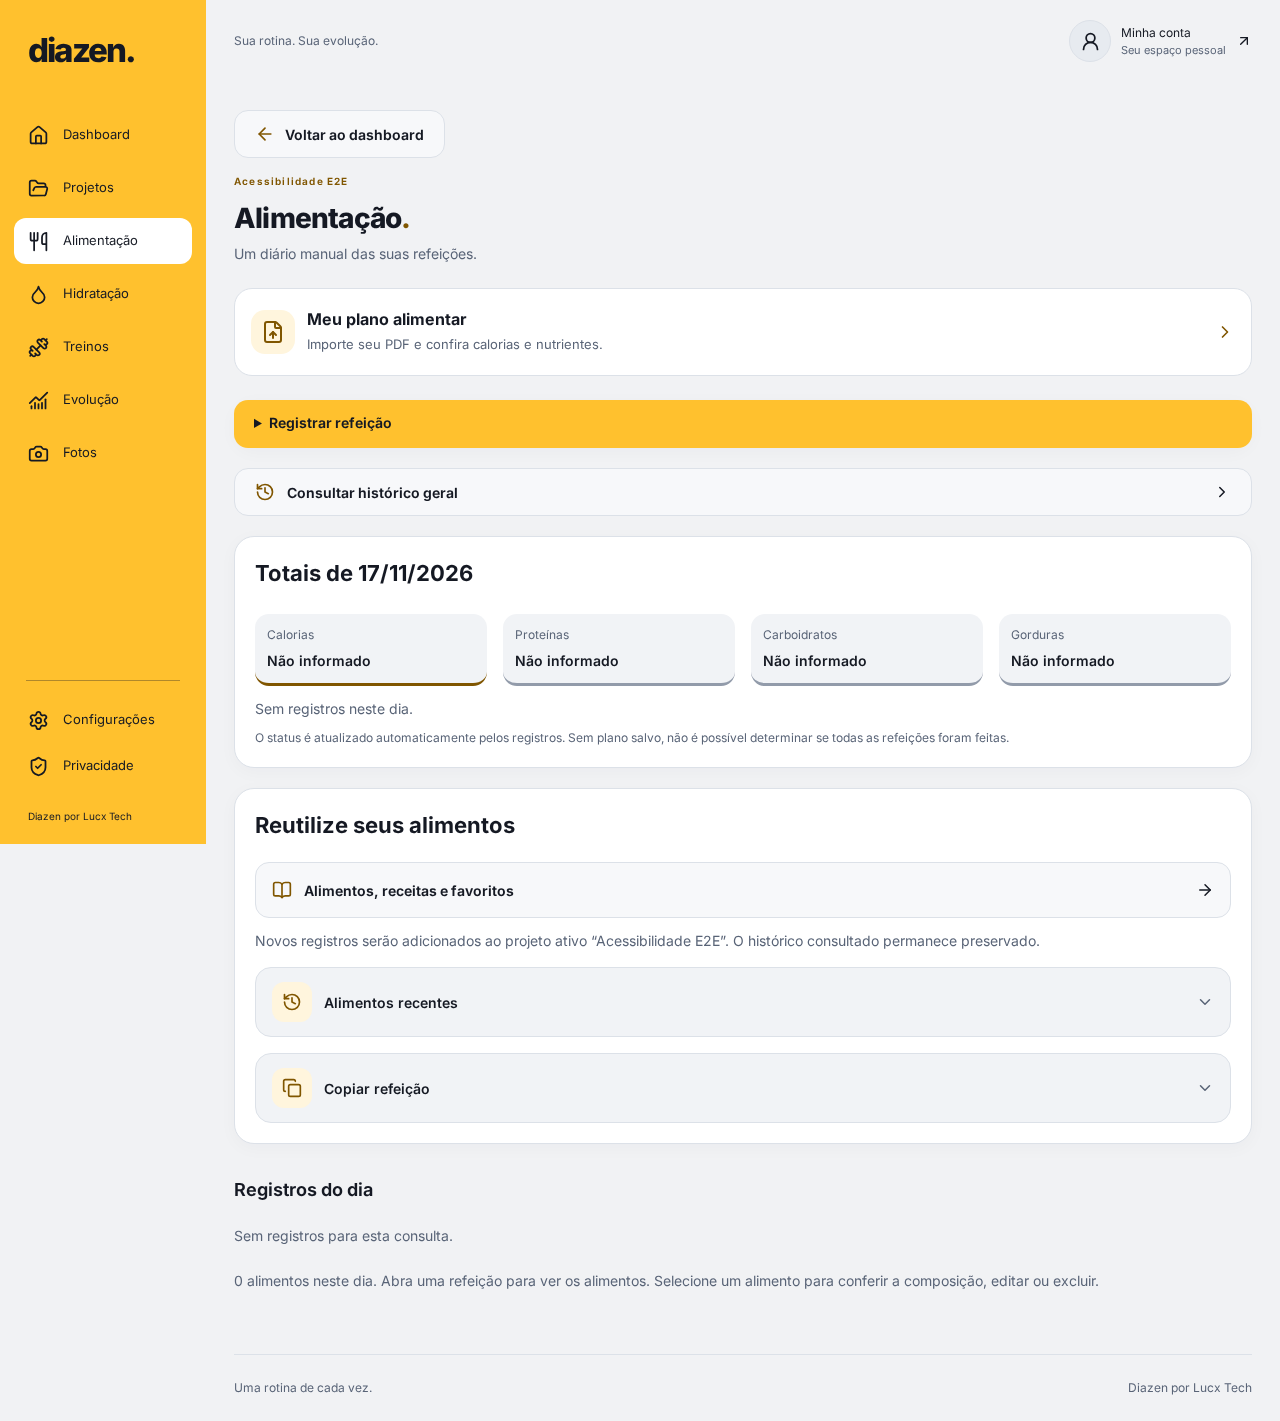 diazen.
Dashboard
Projetos
Alimentação
Hidratação
Treinos
Evolução
Fotos
Configurações
Privacidade
Diazen por Lucx Tech
Sua rotina. Sua evolução.
Minha conta
Seu espaço pessoal
Voltar ao dashboard
Acessibilidade E2E
Alimentação.
Um diário manual das suas refeições.
Meu plano alimentar
Importe seu PDF e confira calorias e nutrientes.
Registrar refeição
Consultar histórico geral
Totais de 17/11/2026
Calorias
Não informado
Proteínas
Não informado
Carboidratos
Não informado
Gorduras
Não informado
Sem registros neste dia.
O status é atualizado automaticamente pelos registros. Sem plano salvo, não é possível determinar se todas as refeições foram feitas.
Reutilize seus alimentos
Alimentos, receitas e favoritos
Novos registros serão adicionados ao projeto ativo “Acessibilidade E2E”. O histórico consultado permanece preservado.
Alimentos recentes
Copiar refeição
Registros do dia
Sem registros para esta consulta.
0 alimentos neste dia. Abra uma refeição para ver os alimentos. Selecione um alimento para conferir a composição, editar ou excluir.
Uma rotina de cada vez.
Diazen por Lucx Tech